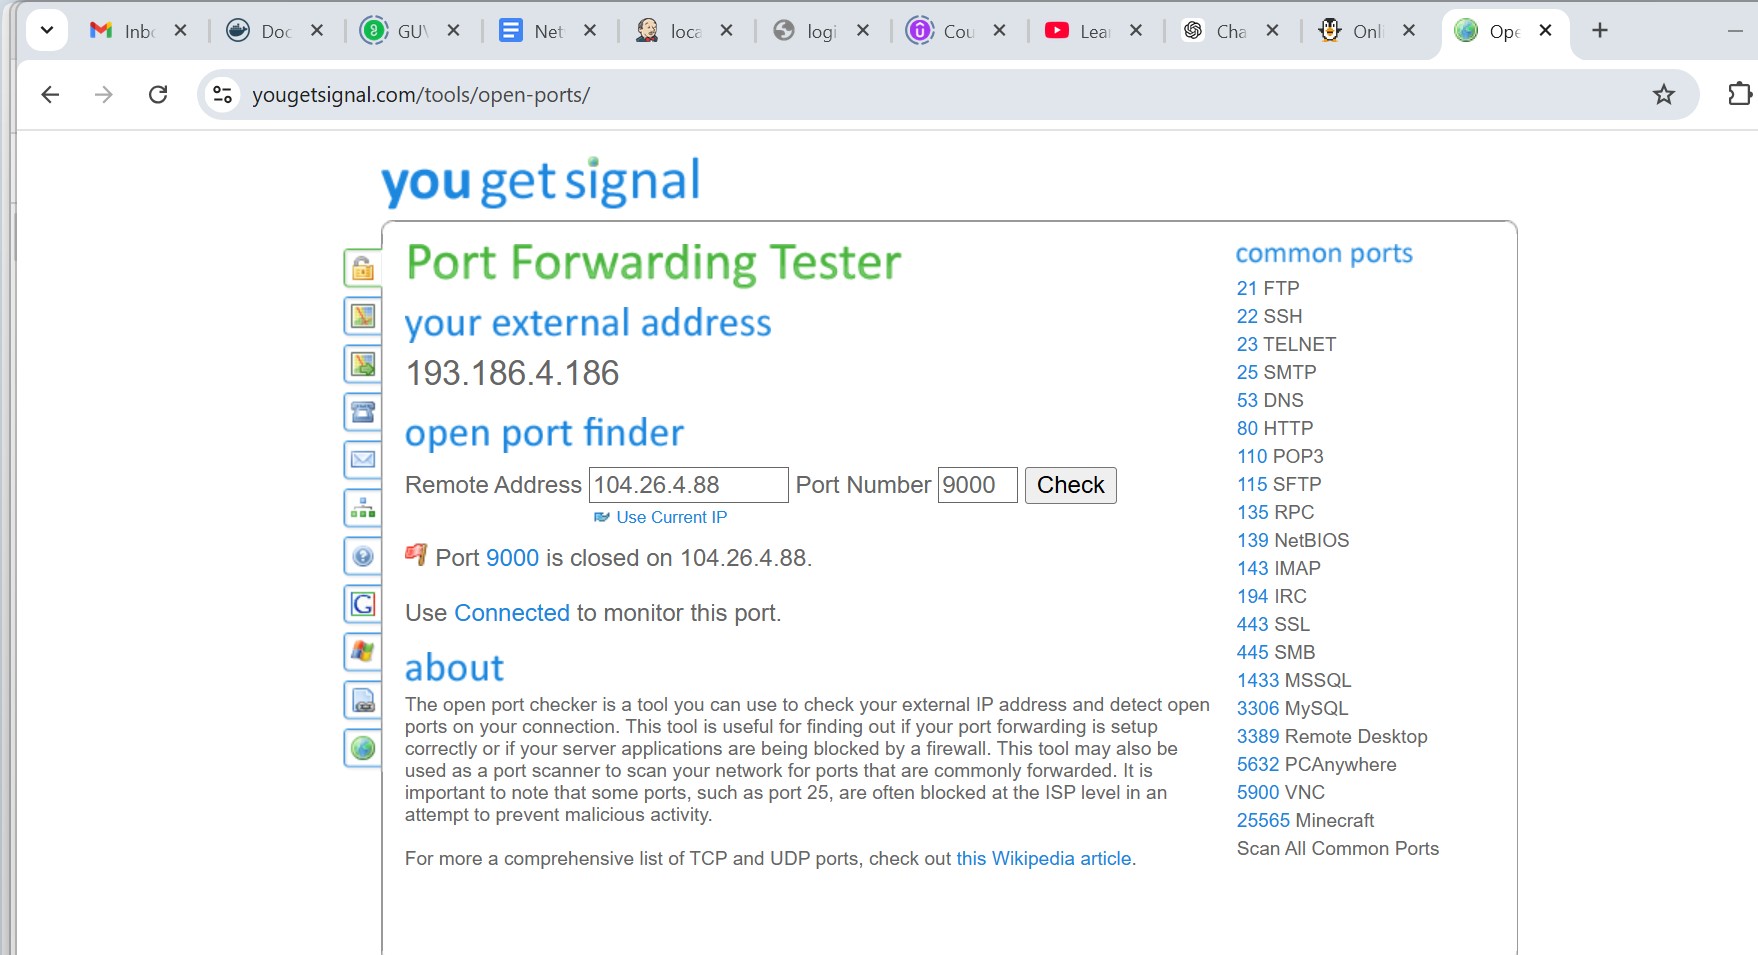 Inbc
Doc
GUV
Net
loca
logi
Cou
Lear
Cha
Onli
Ope
yougetsignal.com/tools/open-ports/
you get signal
Port Forwarding Tester
your external address
193.186.4.186
open port finder
Remote Address 104.26.4.88 Port Number 9000 Check
Use Current IP
Port 9000 is closed on 104.26.4.88.
Use Connected to monitor this port.
about
The open port checker is a tool you can use to check your external IP address and detect open
ports on your connection. This tool is useful for finding out if your port forwarding is setup
correctly or if your server applications are being blocked by a firewall. This tool may also be
used as a port scanner to scan your network for ports that are commonly forwarded. It is
important to note that some ports, such as port 25, are often blocked at the ISP level in an
attempt to prevent malicious activity.
For more a comprehensive list of TCP and UDP ports, check out this Wikipedia article.
common ports
21 FTP
22 SSH
23 TELNET
25 SMTP
53 DNS
80 HTTP
110 POP3
115 SFTP
135 RPC
139 NetBIOS
143 IMAP
194 IRC
443 SSL
445 SMB
1433 MSSQL
3306 MySQL
3389 Remote Desktop
5632 PCAnywhere
5900 VNC
25565 Minecraft
Scan All Common Ports